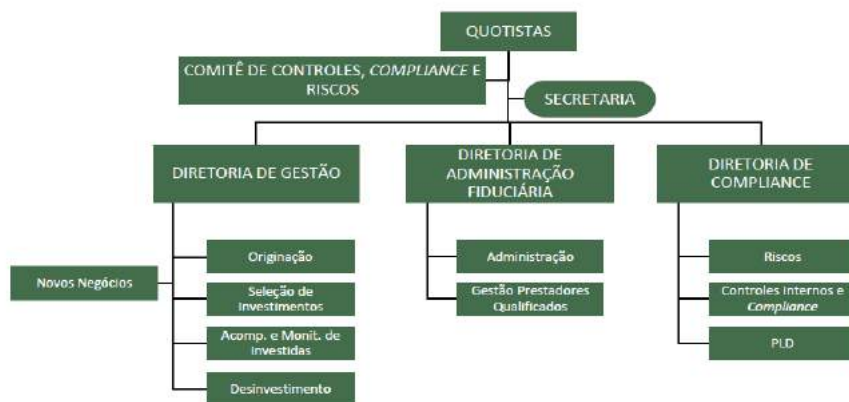 QUOTISTAS
COMITÊ DE CONTROLES, COMPLIANCE E
RISCOS
SECRETARIA
DIRETORIA DE GESTÃO
DIRETORIA DE
ADMINISTRAÇÃO
FIDUCIÁRIA
DIRETORIA DE
COMPLIANCE
Novos Negócios
Originação
Seleção de
Investimentos
Acomp. e Monit. de
Investidas
Desinvestimento
Administração
Gestão Prestadores
Qualificados
Riscos
Controles Internos e
Compliance
PLD